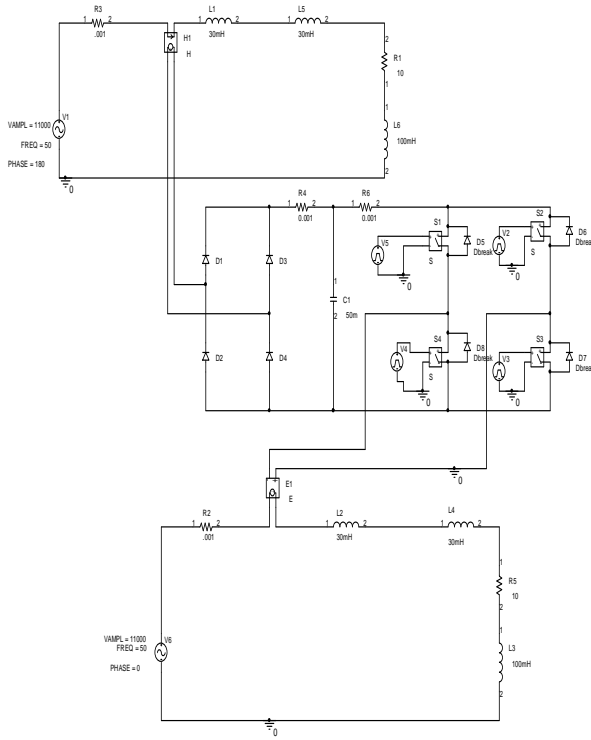 R3
1 2
.001
H1
H
L1
1 2
30mH
L5
1 2
30mH
2
R1
10
1
1
L6
100mH
2
V1
VAMPL = 11000
FREQ = 50
PHASE = 180
0
R4
1 2
0.001
R6
1 2
0.001
D1
D3
D2
D4
1
C1
2 50m
S1
V5
S
0
D5
Dbreak
S2
V2
S
0
D6
Dbreak
S4
V4
S
0
D8
Dbreak
S3
V3
S
0
D7
Dbreak
0
E1
E
R2
1 2
.001
L2
1 2
30mH
L4
1 2
30mH
1
R5
10
2
1
L3
100mH
2
V6
VAMPL = 11000
FREQ = 50
PHASE = 0
0